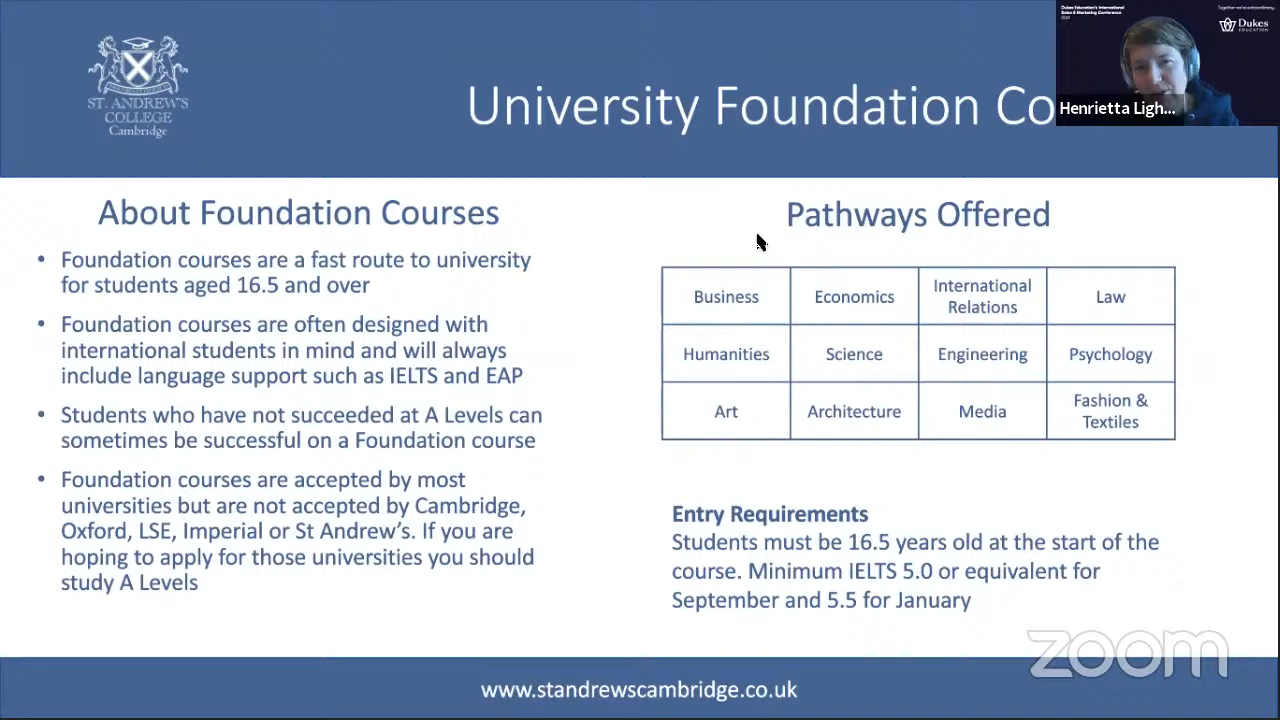 Dukes Education's International
Sales & Marketing Conference
Together we're extraordinary
Dukes
EDUCATION
Henrietta Ligh...
ST. ANDREW'S
COLLEGE
Cambridge
University Foundation Co
About Foundation Courses
• Foundation courses are a fast route to university
for students aged 16.5 and over
• Foundation courses are often designed with
international students in mind and will always
include language support such as IELTS and EAP
• Students who have not succeeded at A Levels can
sometimes be successful on a Foundation course
• Foundation courses are accepted by most
universities but are not accepted by Cambridge,
Oxford, LSE, Imperial or St Andrew's. If you are
hoping to apply for those universities you should
study A Levels
Pathways Offered
Business Economics International Relations Law
Humanities Science Engineering Psychology
Art Architecture Media Fashion & Textiles
Entry Requirements
Students must be 16.5 years old at the start of the
course. Minimum IELTS 5.0 or equivalent for
September and 5.5 for January
zoom
www.standrewscambridge.co.uk